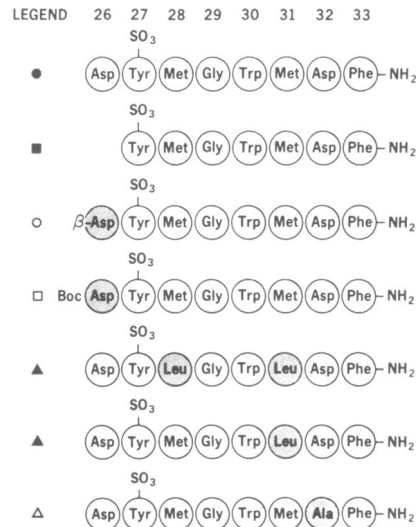 LEGEND 26 27 28 29 30 31 32 33
SO3
Asp Tyr Met Gly Trp Met Asp Phe NH2
SO3
Tyr Met Gly Trp Met Asp Phe NH2
SO3
β-Asp Tyr Met Gly Trp Met Asp Phe NH2
SO3
Boc Asp Tyr Met Gly Trp Met Asp Phe NH2
SO3
Asp Tyr Leu Gly Trp Leu Asp Phe NH2
SO3
Asp Tyr Met Gly Trp Leu Asp Phe NH2
SO3
Asp Tyr Met Gly Trp Met Ala Phe NH2